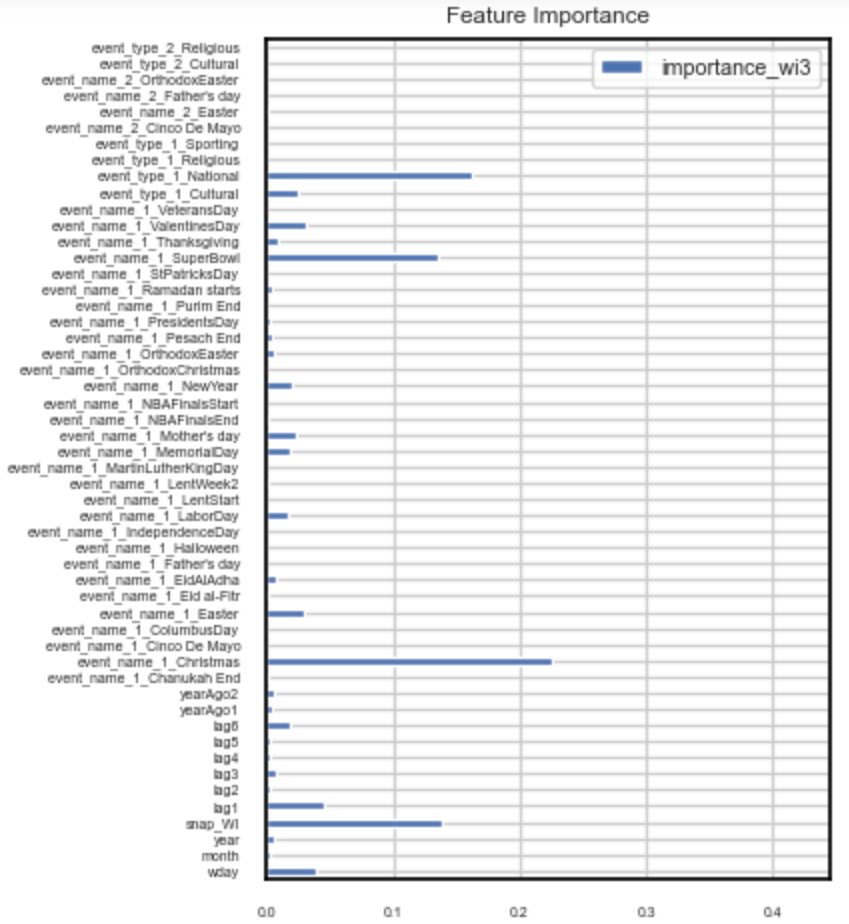 Feature Importance
importance_wi3
event_type_2_Religious
event_type_2_Cultural
event_name_2_OrthodoxEaster
event_name_2_Father's day
event_name_2_Easter
event_name_2_Cinco De Mayo
event_type_1_Sporting
event_type_1_Religious
event_type_1_National
event_type_1_Cultural
event_name_1_VeteransDay
event_name_1_ValentinesDay
event_name_1_Thanksgiving
event_name_1_SuperBowl
event_name_1_StPatricksDay
event_name_1_Ramadan starts
event_name_1_Purim End
event_name_1_PresidentsDay
event_name_1_Pesach End
event_name_1_OrthodoxEaster
event_name_1_OrthodoxChristmas
event_name_1_NewYear
event_name_1_NBAFinalsStart
event_name_1_NBAFinalsEnd
event_name_1_Mother's day
event_name_1_MemorialDay
event_name_1_MartinLutherKingDay
event_name_1_LentWeek2
event_name_1_LentStart
event_name_1_LaborDay
event_name_1_IndependenceDay
event_name_1_Halloween
event_name_1_Father's day
event_name_1_EidAlAdha
event_name_1_Eid al-Fitr
event_name_1_Easter
event_name_1_ColumbusDay
event_name_1_Cinco De Mayo
event_name_1_Christmas
event_name_1_Chanukah End
yearAgo2
yearAgo1
lag6
lag5
lag4
lag3
lag2
lag1
snap_WI
year
month
wday
0.0 0.1 0.2 0.3 0.4